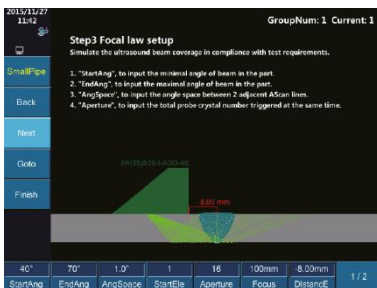 2015/11/27
11:42
GroupNum: 1 Current: 1
Step3 Focal law setup
Simulate the ultrasound beam coverage in compliance with test requirements.
1. "StartAng", to input the minimal angle of beam in the part.
2. "EndAng", to input the maximal angle of beam in the part.
3. "AngSpace", to input the angle space between 2 adjacent AScan lines.
4. "Aperture", to input the total probe crystal number triggered at the same time.
SmallPipe
Back
Next
Goto
Finish
-8.00 mm
40° 70° 1.0° 1 16 100mm -8.00mm
StartAng EndAng AngSpace StartEle Aperture Focus DistancE
1 / 2